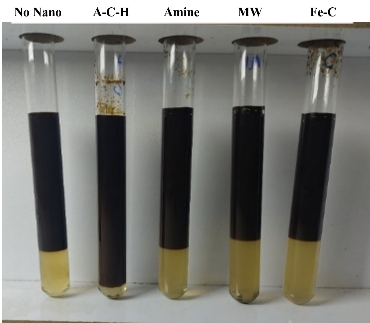 No Nano A-C-H Amine MW Fe-C